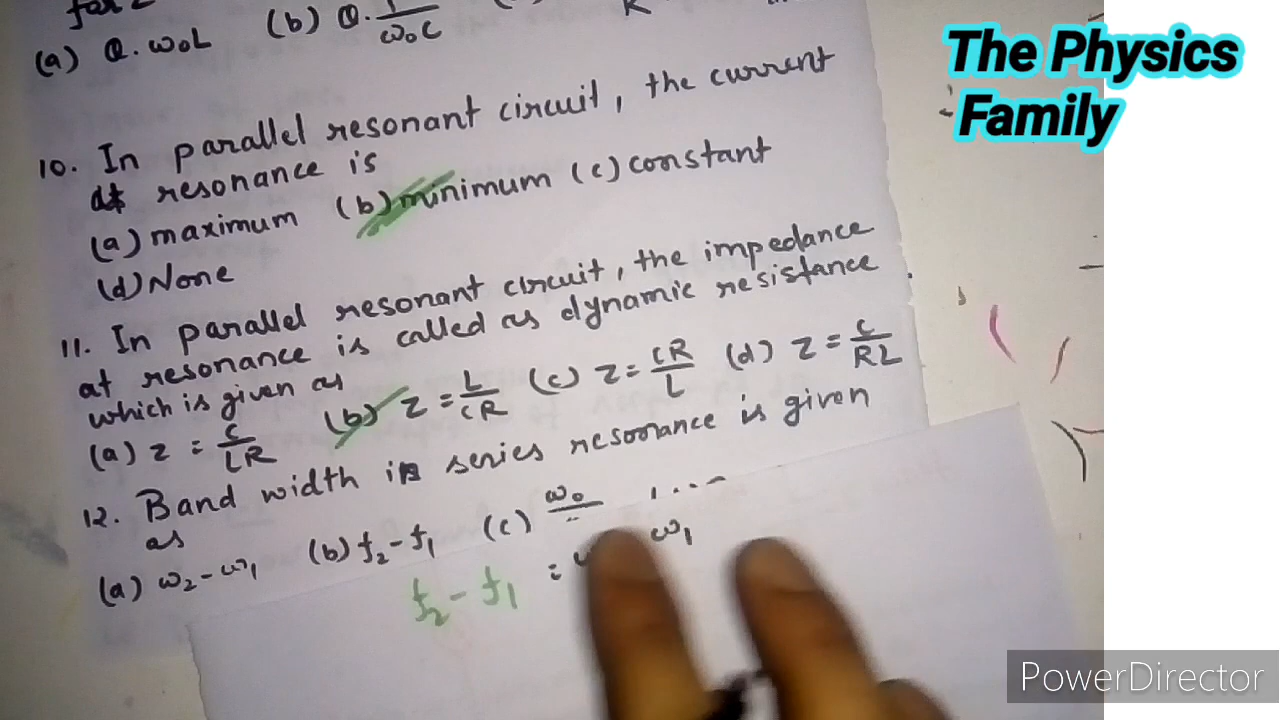 for
(a) Q.ω₀L (b) Q.1/ω₀C
R
10. In parallel resonant circuit, the current
at resonance is
(a) maximum (b) minimum (c) constant
(d) None
11. In parallel resonant circuit, the impedance
at resonance is called as dynamic resistance
which is given as
(a) z = C/LR (b) z = L/CR (c) z = CR/L (d) z = C/RL
12. Band width in series resonance is given
as
(a) ω₂-ω₁ (b) f₂-f₁ (c) ω₀
f₂-f₁ = ω₁
The Physics
Family
PowerDirector